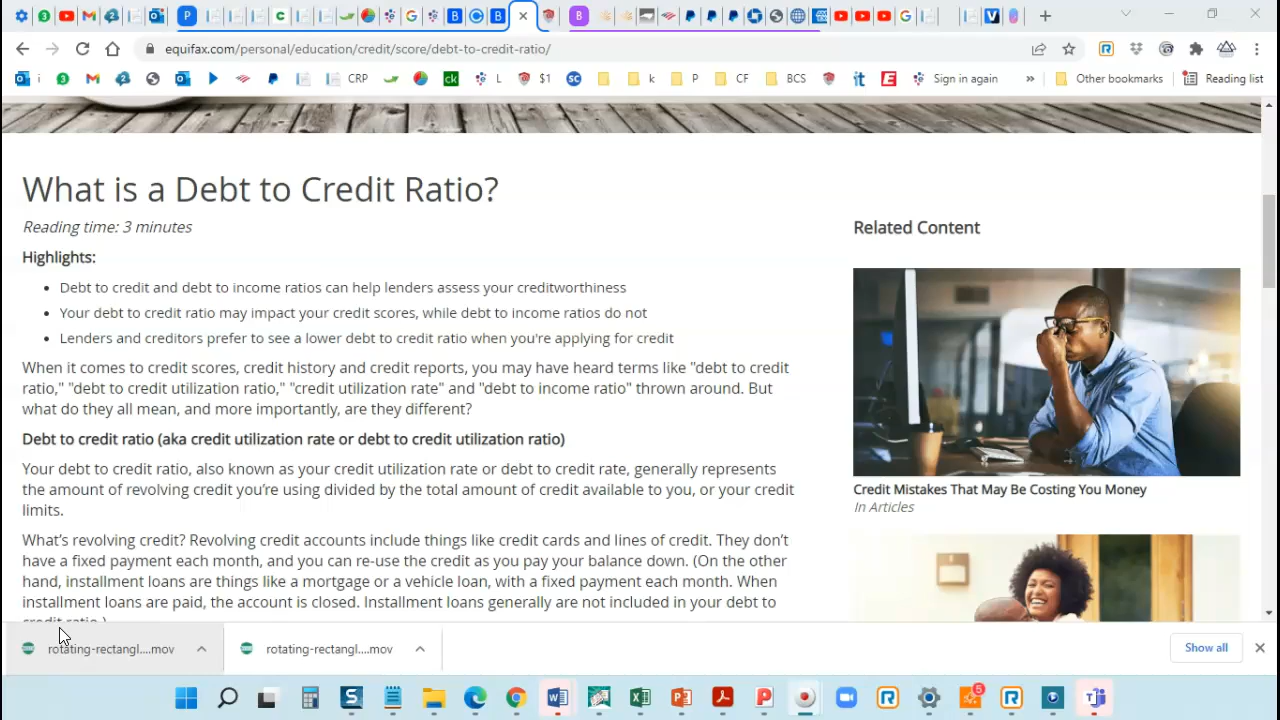 equifax.com/personal/education/credit/score/debt-to-credit-ratio/
i
CRP
ck
L
$1
SC
k
P
CF
BCS
it
E
Sign in again
»
Other bookmarks
Reading list
What is a Debt to Credit Ratio?
Reading time: 3 minutes
Highlights:
• Debt to credit and debt to income ratios can help lenders assess your creditworthiness
• Your debt to credit ratio may impact your credit scores, while debt to income ratios do not
• Lenders and creditors prefer to see a lower debt to credit ratio when you're applying for credit
When it comes to credit scores, credit history and credit reports, you may have heard terms like "debt to credit
ratio," "debt to credit utilization ratio," "credit utilization rate" and "debt to income ratio" thrown around. But
what do they all mean, and more importantly, are they different?
Debt to credit ratio (aka credit utilization rate or debt to credit utilization ratio)
Your debt to credit ratio, also known as your credit utilization rate or debt to credit rate, generally represents
the amount of revolving credit you’re using divided by the total amount of credit available to you, or your credit
limits.
What’s revolving credit? Revolving credit accounts include things like credit cards and lines of credit. They don’t
have a fixed payment each month, and you can re-use the credit as you pay your balance down. (On the other
hand, installment loans are things like a mortgage or a vehicle loan, with a fixed payment each month. When
installment loans are paid, the account is closed. Installment loans generally are not included in your debt to
credit ratio.)
Related Content
Credit Mistakes That May Be Costing You Money
In Articles
rotating-rectangl....mov
rotating-rectangl....mov
Show all
5